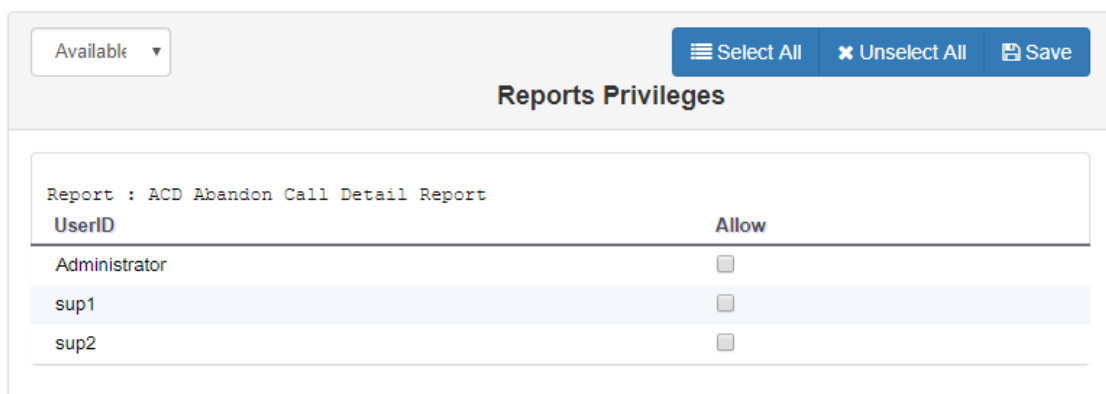 Available
Select All
Unselect All
Save
Reports Privileges
Report : ACD Abandon Call Detail Report
UserID Allow
Administrator
sup1
sup2